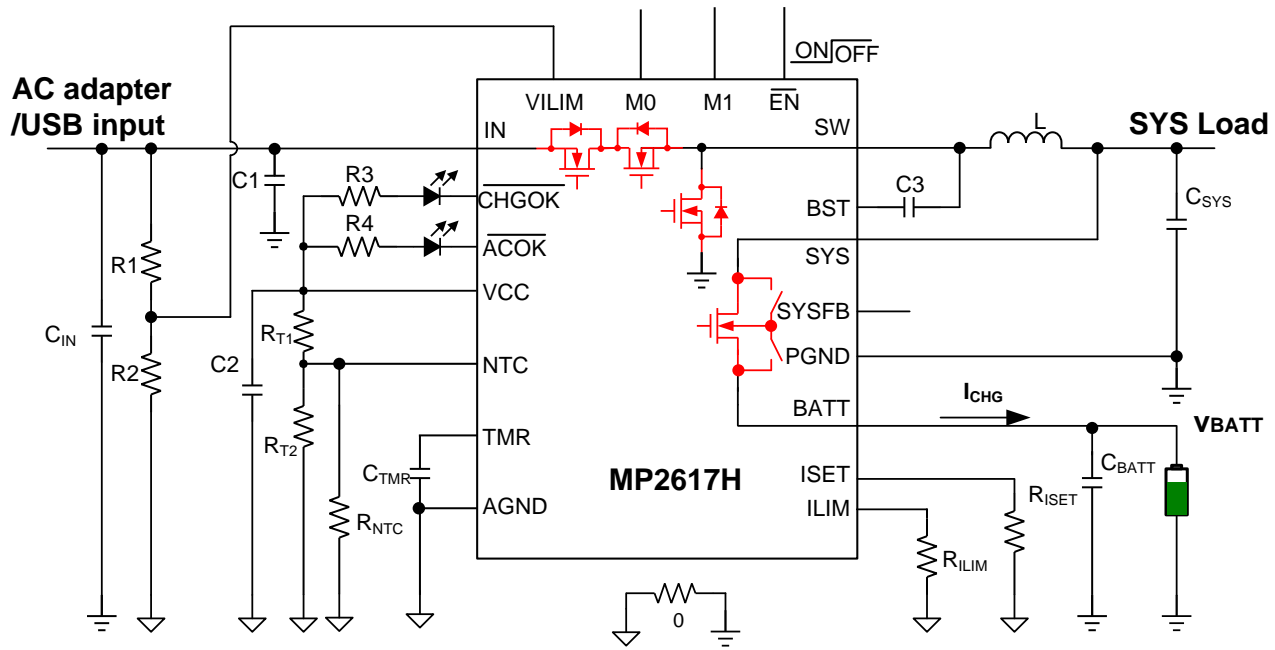 ON OFF
AC adapter
/USB input
VILIM M0 M1 EN
IN SW L SYS Load
C1 R3 CHGOK C3 BST CSYS
R4 ACOK SYS
R1
VCC SYSFB
CIN RT1
R2 C2 NTC PGND
ICHG
BATT VBATT
RT2 TMR
CTMR MP2617H CBATT
ISET RISET
AGND ILIM
RNTC
RILIM
0